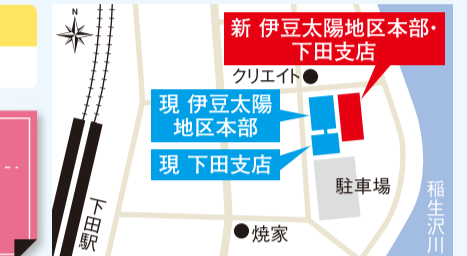 N
新 伊豆太陽地区本部・
下田支店
クリエイト
現 伊豆太陽
地区本部
現 下田支店
駐車場
稲生沢川
下田駅
焼家